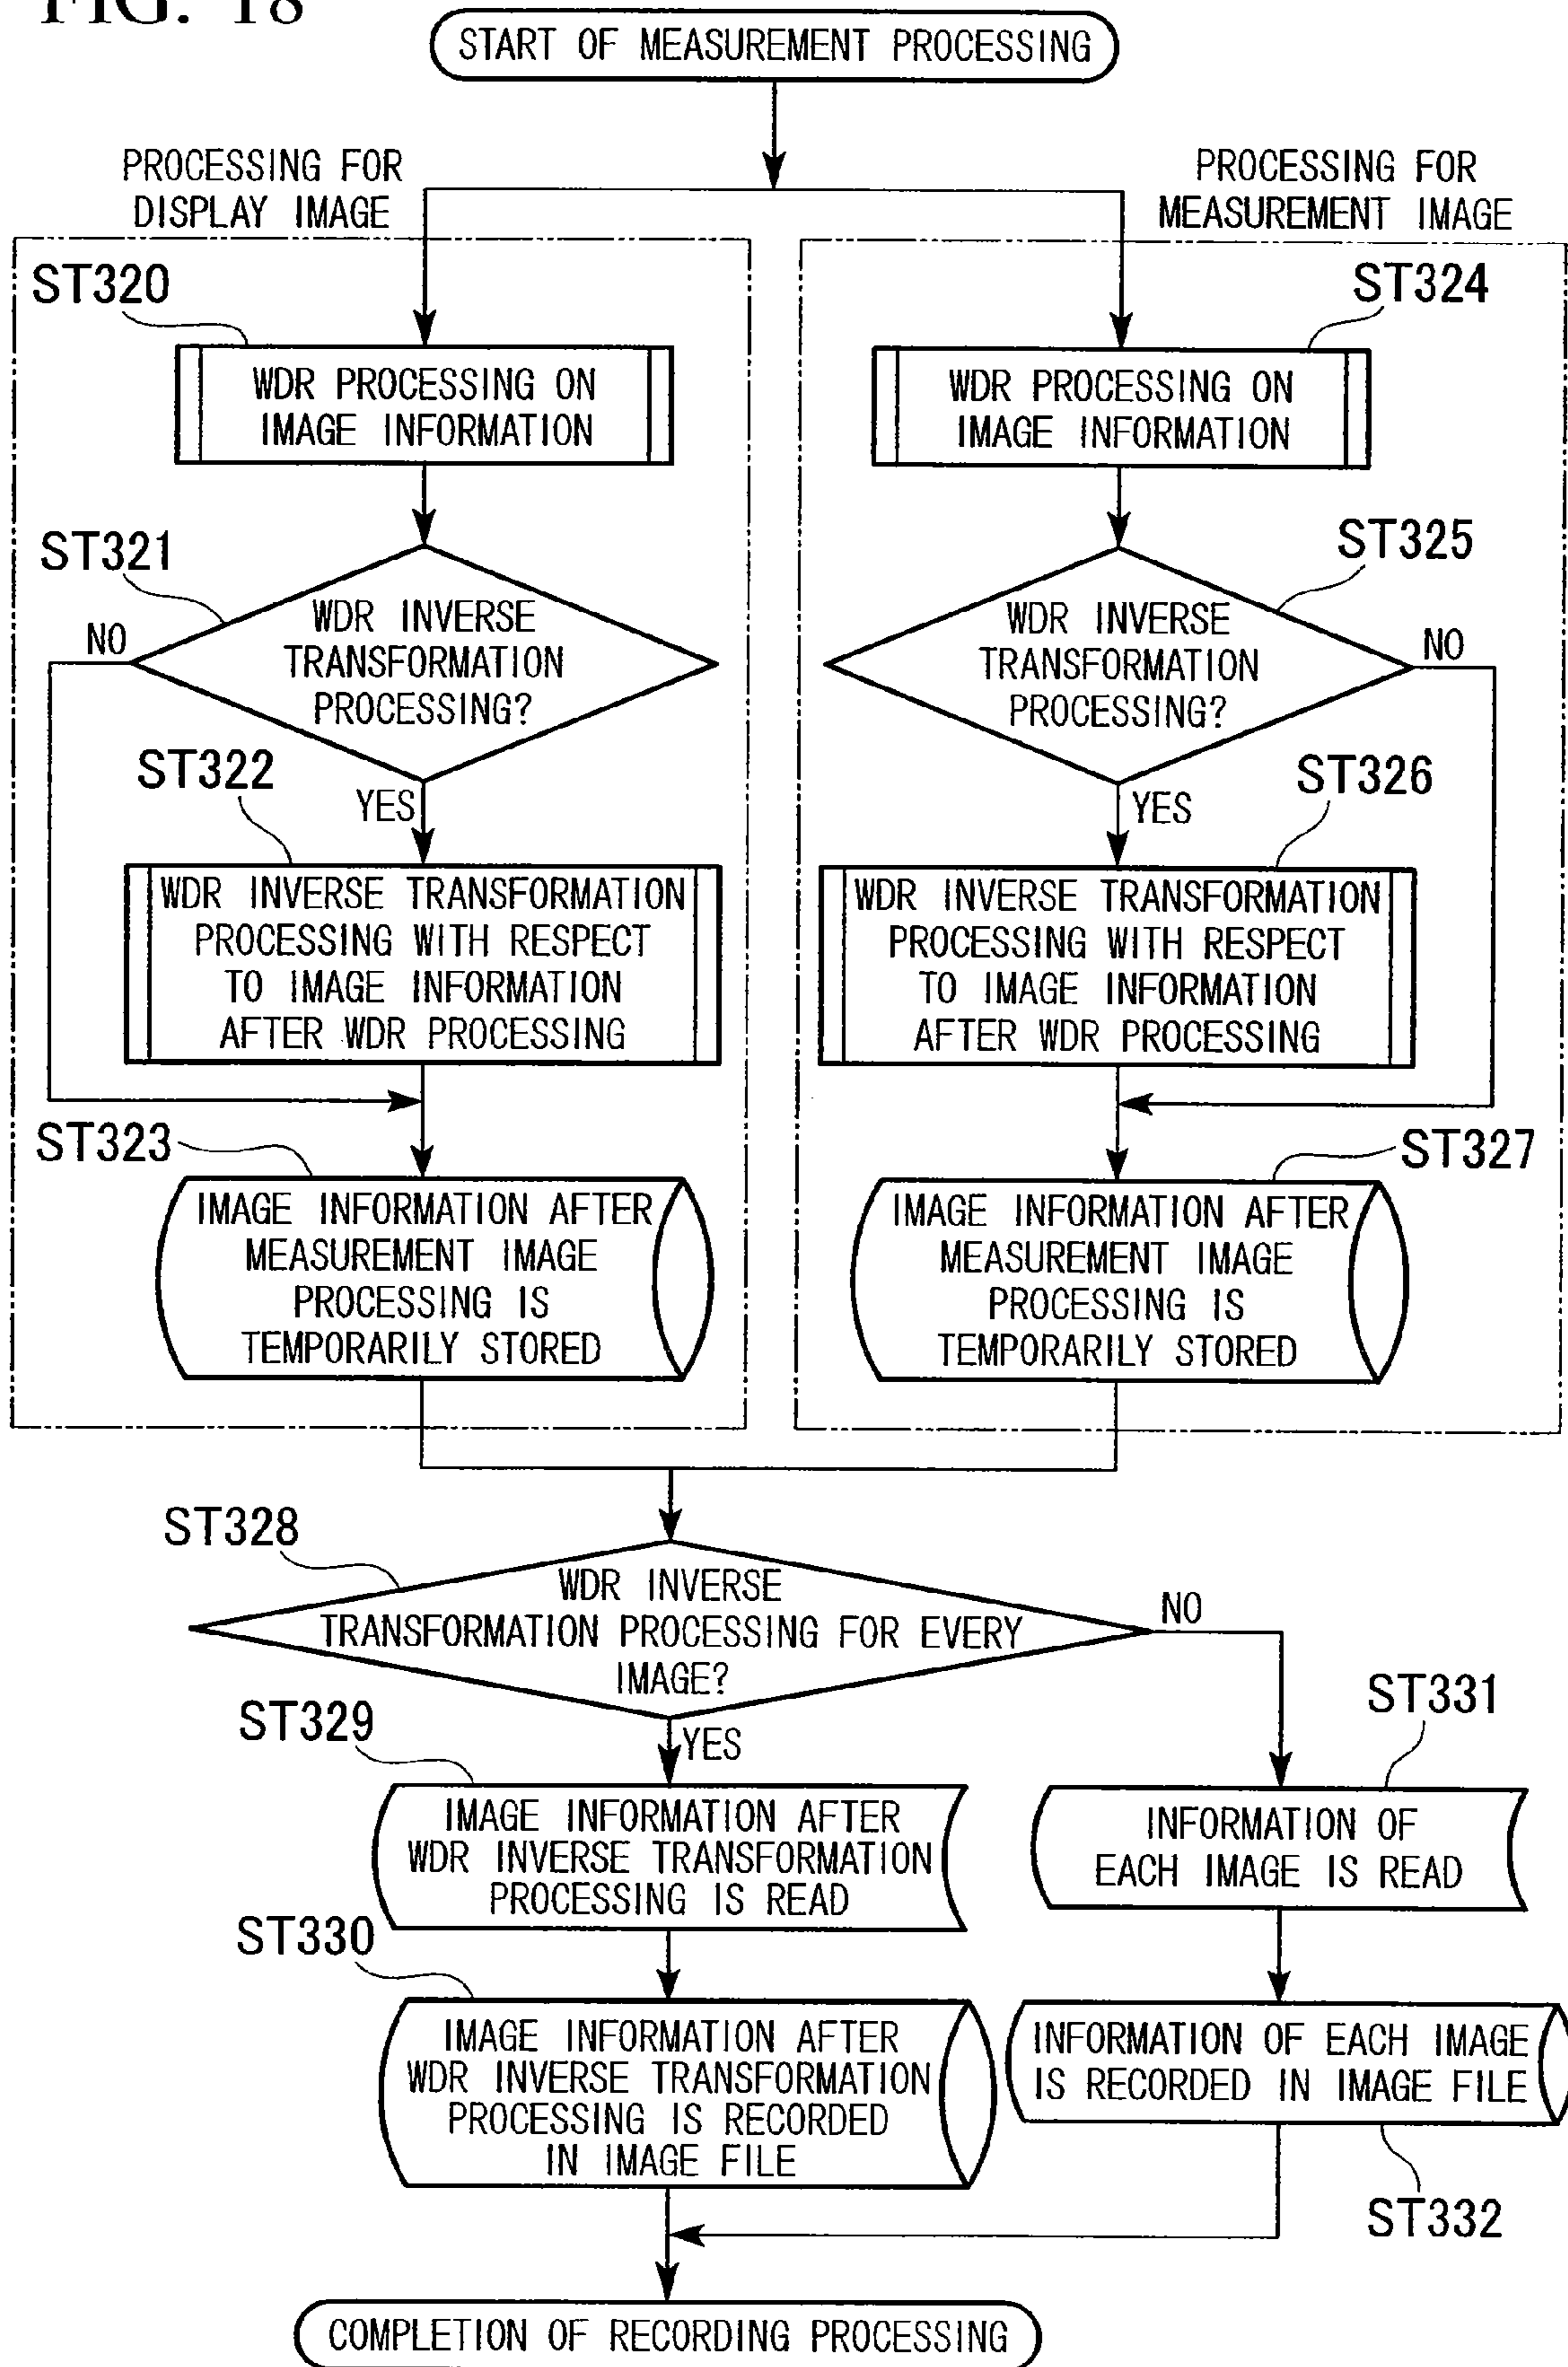 FIG. 18
START OF MEASUREMENT PROCESSING
PROCESSING FOR
DISPLAY IMAGE
PROCESSING FOR
MEASUREMENT IMAGE
ST320
WDR PROCESSING ON
IMAGE INFORMATION
ST321
WDR INVERSE
TRANSFORMATION
PROCESSING?
NO
YES
ST322
WDR INVERSE TRANSFORMATION
PROCESSING WITH RESPECT
TO IMAGE INFORMATION
AFTER WDR PROCESSING
ST323
IMAGE INFORMATION AFTER
MEASUREMENT IMAGE
PROCESSING IS
TEMPORARILY STORED
ST324
WDR PROCESSING ON
IMAGE INFORMATION
ST325
WDR INVERSE
TRANSFORMATION
PROCESSING?
NO
YES
ST326
WDR INVERSE TRANSFORMATION
PROCESSING WITH RESPECT
TO IMAGE INFORMATION
AFTER WDR PROCESSING
ST327
IMAGE INFORMATION AFTER
MEASUREMENT IMAGE
PROCESSING IS
TEMPORARILY STORED
ST328
WDR INVERSE
TRANSFORMATION PROCESSING FOR EVERY
IMAGE?
NO
YES
ST329
IMAGE INFORMATION AFTER
WDR INVERSE TRANSFORMATION
PROCESSING IS READ
ST330
IMAGE INFORMATION AFTER
WDR INVERSE TRANSFORMATION
PROCESSING IS RECORDED
IN IMAGE FILE
ST331
INFORMATION OF
EACH IMAGE IS READ
INFORMATION OF EACH IMAGE
IS RECORDED IN IMAGE FILE
ST332
COMPLETION OF RECORDING PROCESSING